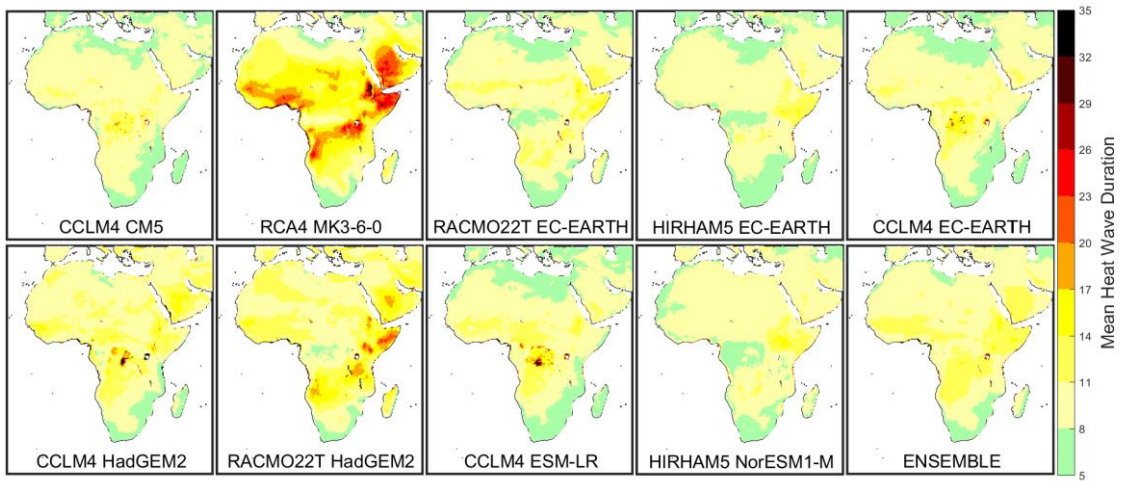 CCLM4 CM5
RCA4 MK3-6-0
RACMO22T EC-EARTH
HIRHAM5 EC-EARTH
CCLM4 EC-EARTH
CCLM4 HadGEM2
RACMO22T HadGEM2
CCLM4 ESM-LR
HIRHAM5 NorESM1-M
ENSEMBLE
35
32
29
26
23
20
17
14
11
8
5
Mean Heat Wave Duration